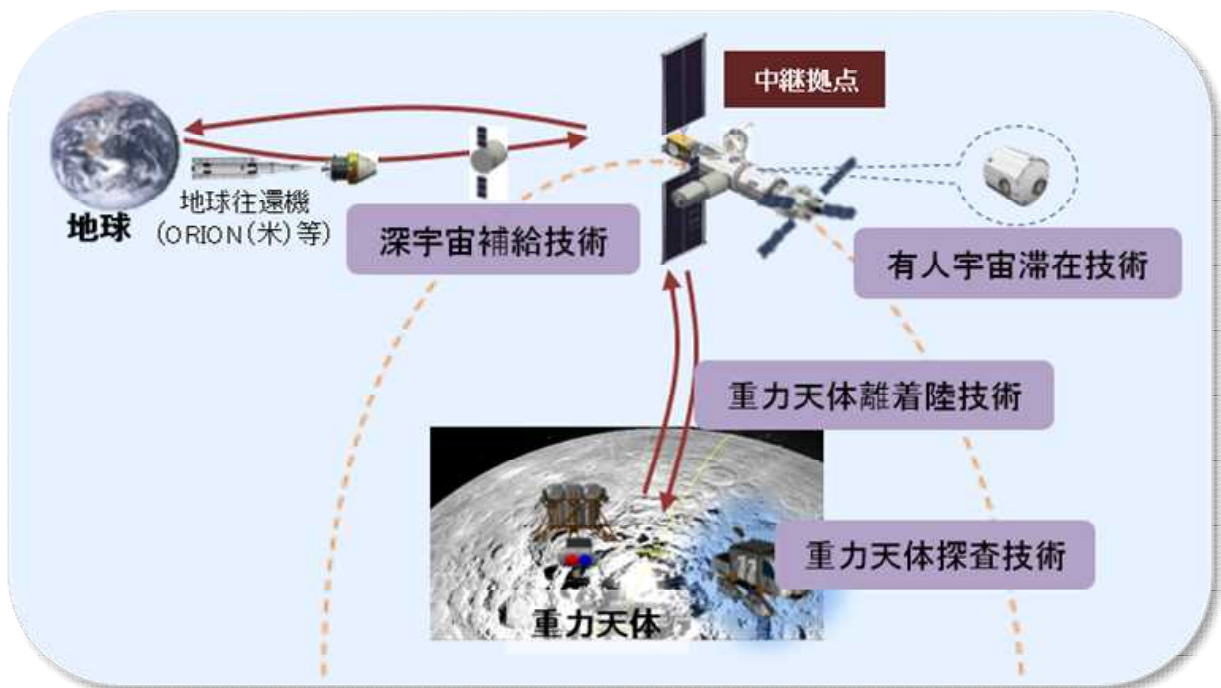 中継拠点
地球
地球往還機
(ORION(米)等)
深宇宙補給技術
有人宇宙滞在技術
重力天体離着陸技術
重力天体探査技術
重力天体